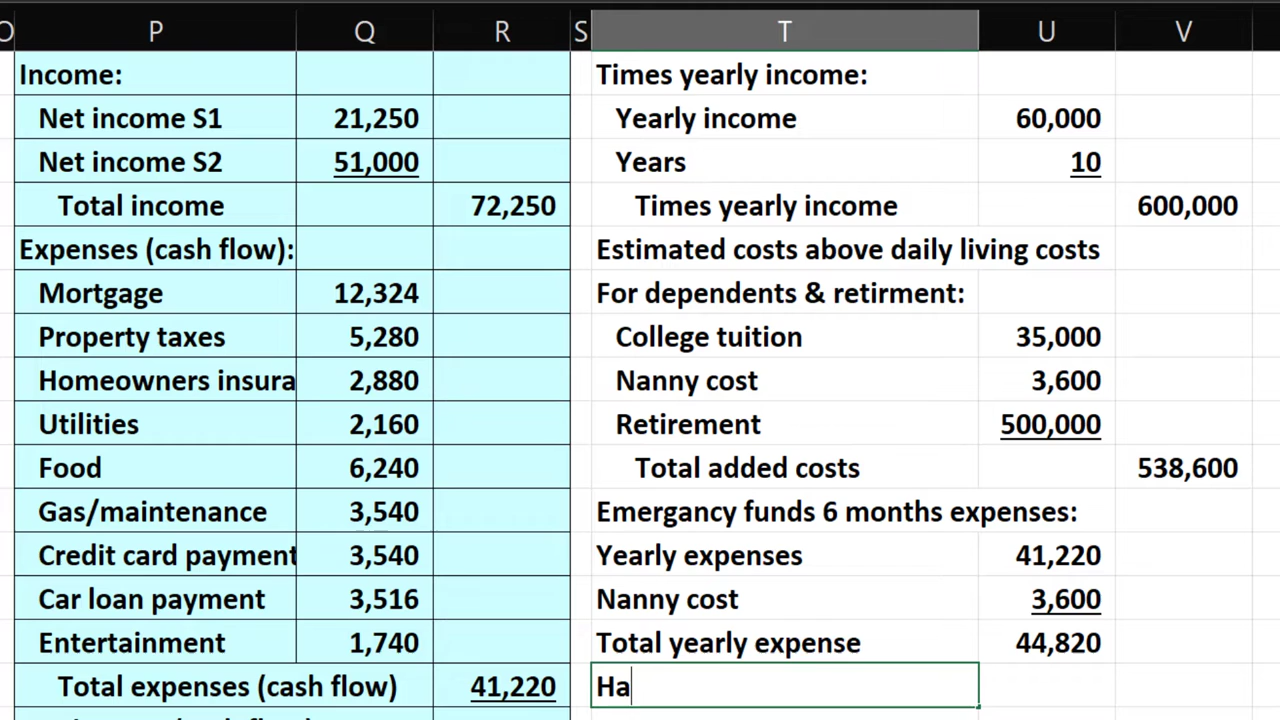 O P Q R S T U V
Income: Times yearly income:
Net income S1 21,250 Yearly income 60,000
Net income S2 51,000 Years 10
Total income 72,250 Times yearly income 600,000
Expenses (cash flow): Estimated costs above daily living costs
Mortgage 12,324 For dependents & retirment:
Property taxes 5,280 College tuition 35,000
Homeowners insura 2,880 Nanny cost 3,600
Utilities 2,160 Retirement 500,000
Food 6,240 Total added costs 538,600
Gas/maintenance 3,540 Emergancy funds 6 months expenses:
Credit card payment 3,540 Yearly expenses 41,220
Car loan payment 3,516 Nanny cost 3,600
Entertainment 1,740 Total yearly expense 44,820
Total expenses (cash flow) 41,220 Ha